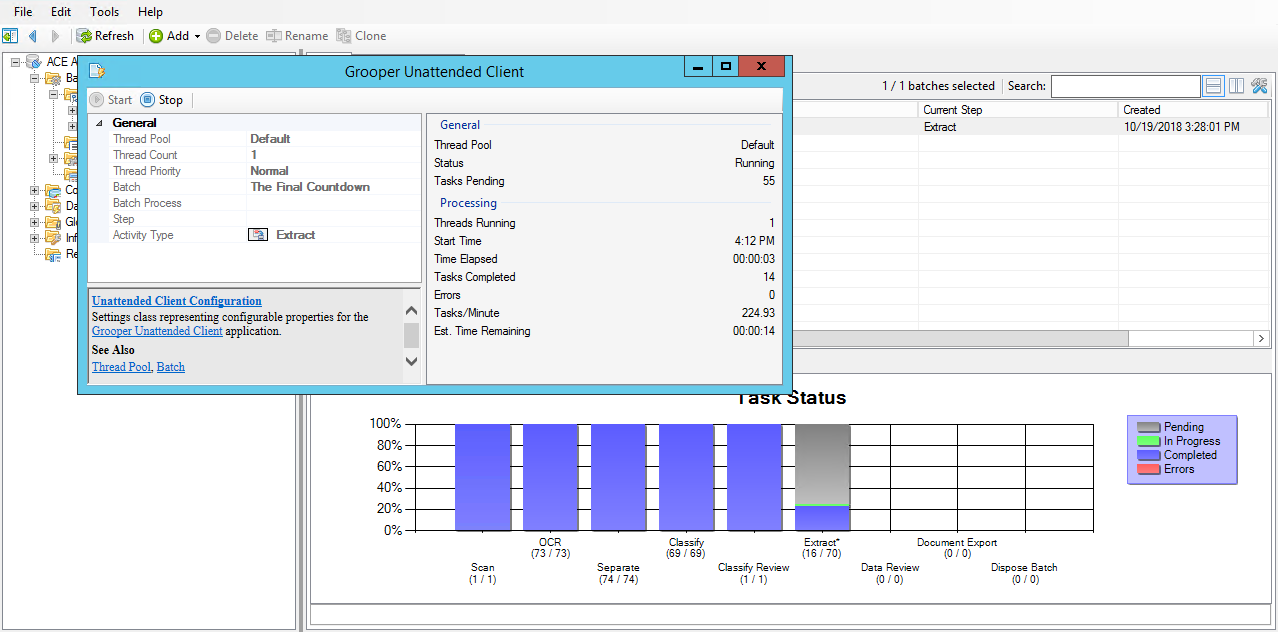 File Edit Tools Help
Refresh Add Delete Rename Clone
ACE A
Ba
Co
Da
Glo
Inf
Re
Grooper Unattended Client
Start Stop
General
Thread Pool Default
Thread Count 1
Thread Priority Normal
Batch The Final Countdown
Batch Process
Step
Activity Type Extract
Unattended Client Configuration
Settings class representing configurable properties for the
Grooper Unattended Client application.
See Also
Thread Pool, Batch
General
Thread Pool Default
Status Running
Tasks Pending 55
Processing
Threads Running 1
Start Time 4:12 PM
Time Elapsed 00:00:03
Tasks Completed 14
Errors 0
Tasks/Minute 224.93
Est. Time Remaining 00:00:14
1 / 1 batches selected Search:
Current Step Created
Extract 10/19/2018 3:28:01 PM
Task Status
100%
80%
60%
40%
20%
0%
Scan
(1 / 1)
OCR
(73 / 73)
Separate
(74 / 74)
Classify
(69 / 69)
Classify Review
(1 / 1)
Extract*
(16 / 70)
Data Review
(0 / 0)
Document Export
(0 / 0)
Dispose Batch
(0 / 0)
Pending
In Progress
Completed
Errors